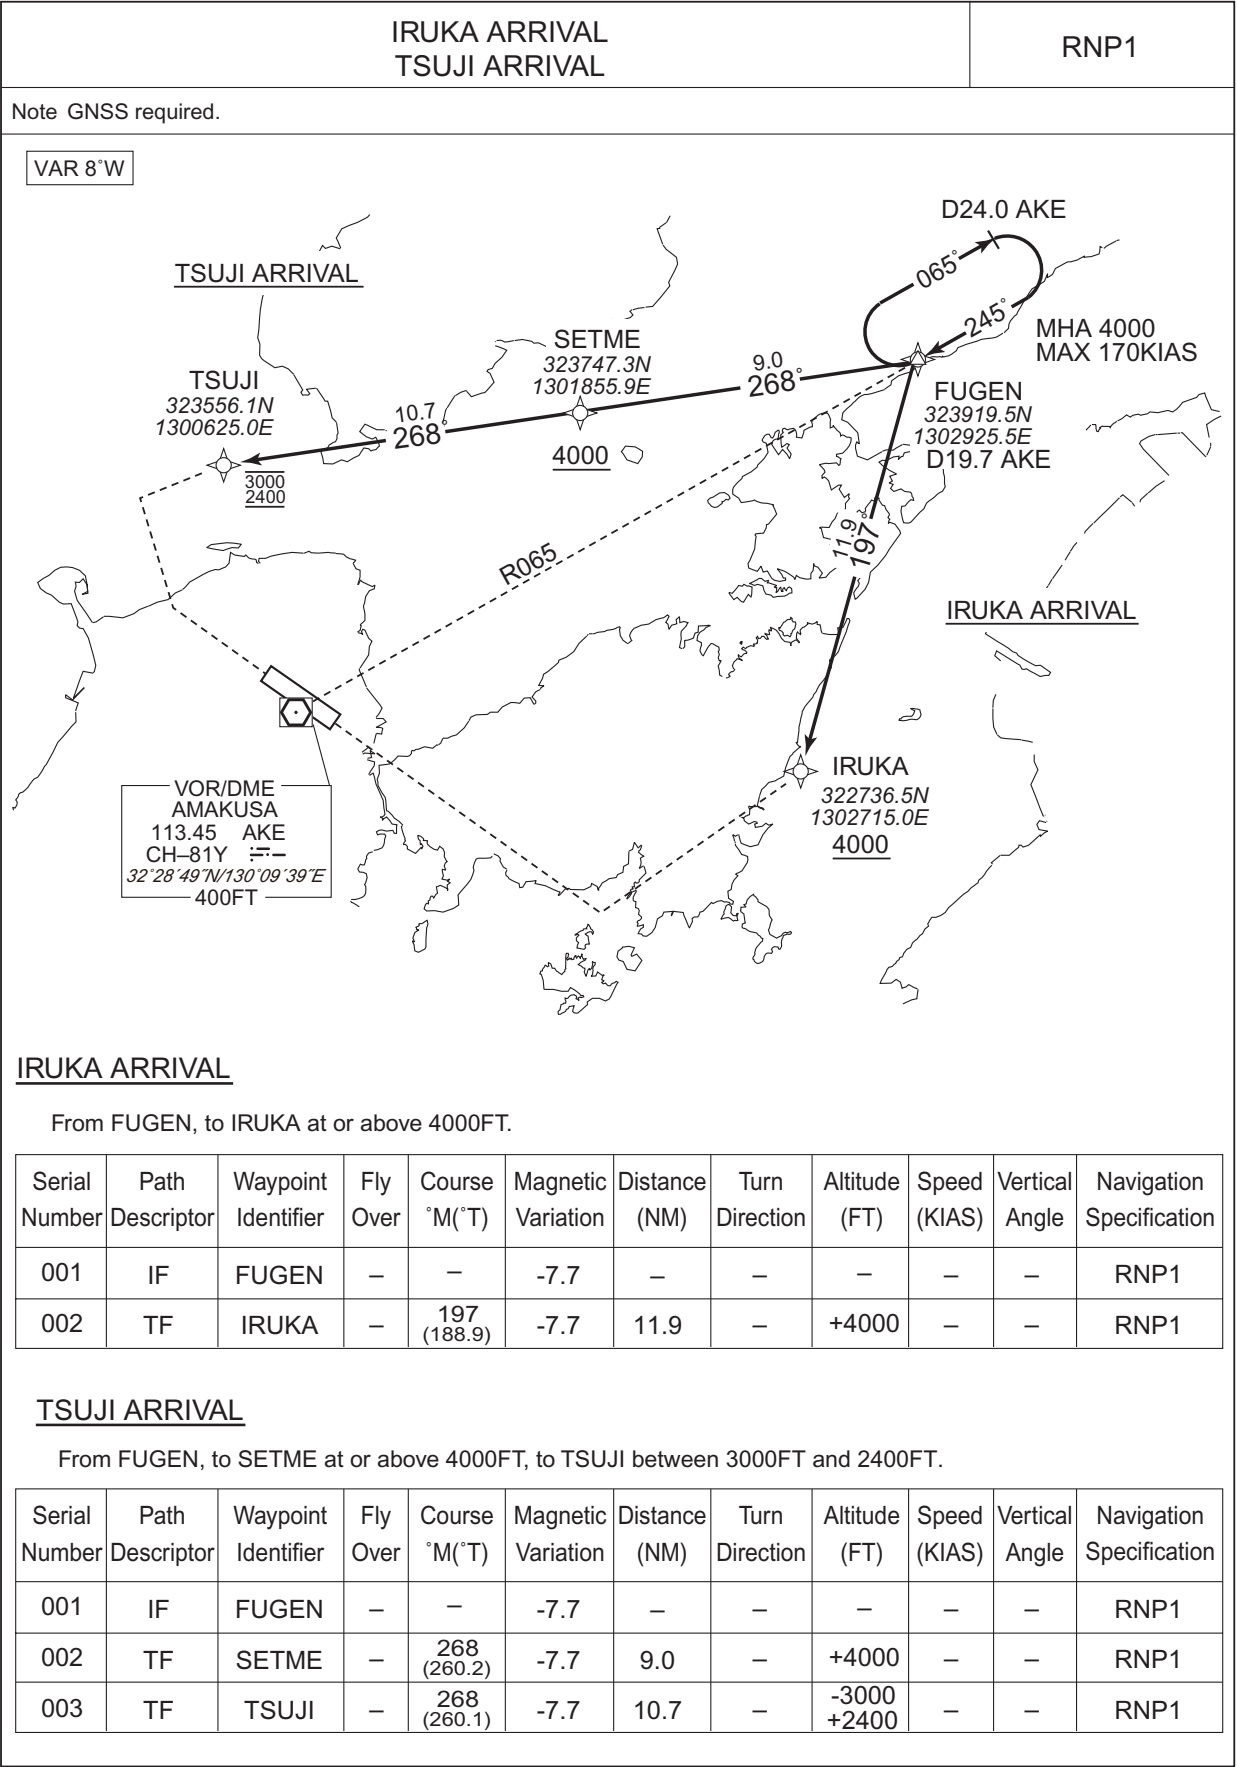 IRUKA ARRIVAL
TSUJI ARRIVAL
RNP1
Note GNSS required.
VAR 8°W
D24.0 AKE
TSUJI ARRIVAL
065°
245°
MHA 4000
MAX 170KIAS
SETME
323747.3N
1301855.9E
4000
9.0
268°
TSUJI
323556.1N
1300625.0E
3000
2400
10.7
268°
FUGEN
323919.5N
1302925.5E
D19.7 AKE
R065
11.9
197°
IRUKA ARRIVAL
IRUKA
322736.5N
1302715.0E
4000
VOR/DME
AMAKUSA
113.45 AKE
CH–81Y
32°28′49″N/130°09′39″E
400FT
IRUKA ARRIVAL
From FUGEN, to IRUKA at or above 4000FT.
Serial Number Path Descriptor Waypoint Identifier Fly Over Course °M(°T) Magnetic Variation Distance (NM) Turn Direction Altitude (FT) Speed (KIAS) Vertical Angle Navigation Specification
001 IF FUGEN – – -7.7 – – – – – RNP1
002 TF IRUKA – 197 (188.9) -7.7 11.9 – +4000 – – RNP1
TSUJI ARRIVAL
From FUGEN, to SETME at or above 4000FT, to TSUJI between 3000FT and 2400FT.
Serial Number Path Descriptor Waypoint Identifier Fly Over Course °M(°T) Magnetic Variation Distance (NM) Turn Direction Altitude (FT) Speed (KIAS) Vertical Angle Navigation Specification
001 IF FUGEN – – -7.7 – – – – – RNP1
002 TF SETME – 268 (260.2) -7.7 9.0 – +4000 – – RNP1
003 TF TSUJI – 268 (260.1) -7.7 10.7 – -3000 +2400 – – RNP1